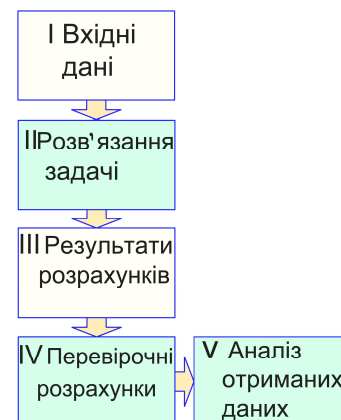 I Вхідні
дані
IIРозв’язання
задачі
III Результати
розрахунків
IV Перевірочні
розрахунки
V Аналіз
отриманих
даних